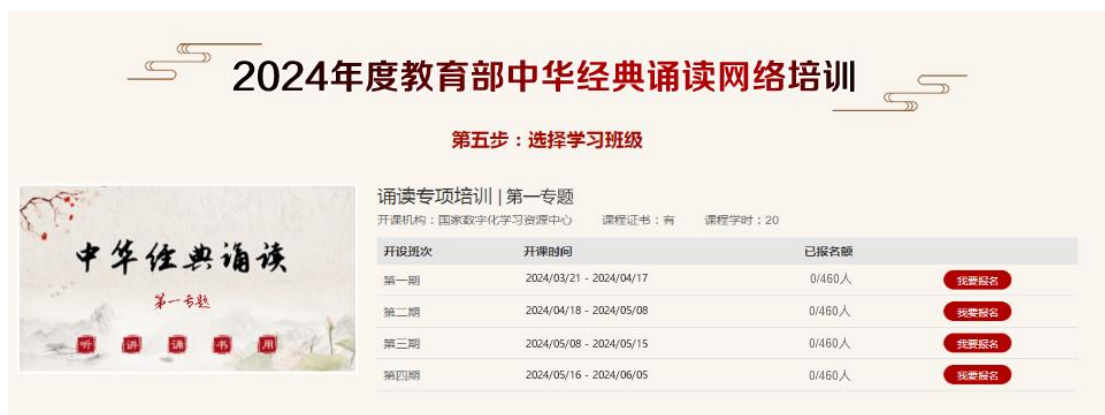 2024年度教育部中华经典诵读网络培训
第五步：选择学习班级
中华经典诵读
第一专题
听 讲 诵 书 用
诵读专项培训 | 第一专题
开课机构：国家数字化学习资源中心 课程证书：有 课程学时：20
开设班次 开课时间 已报名额
第一期 2024/03/21 - 2024/04/17 0/460人 我要报名
第二期 2024/04/18 - 2024/05/08 0/460人 我要报名
第三期 2024/05/08 - 2024/05/15 0/460人 我要报名
第四期 2024/05/16 - 2024/06/05 0/460人 我要报名